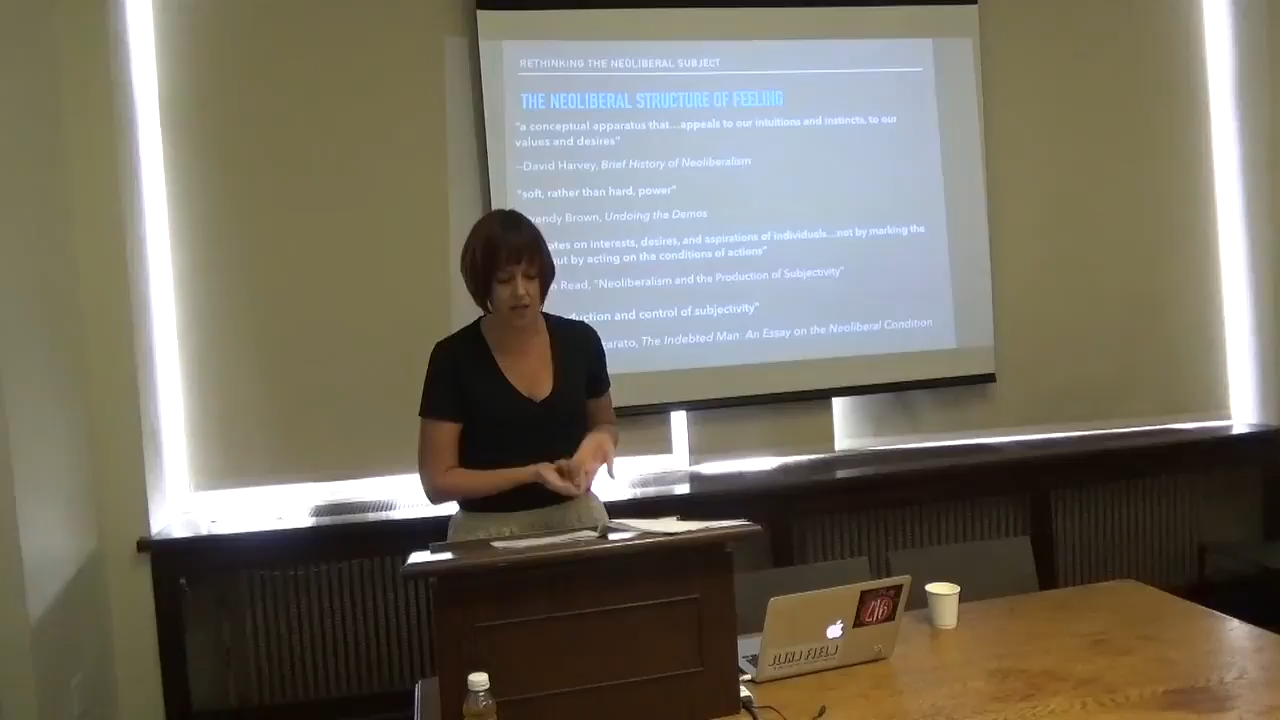 RETHINKING THE NEOLIBERAL SUBJECT
THE NEOLIBERAL STRUCTURE OF FEELING
"a conceptual apparatus that...appeals to our intuitions and instincts, to our
values and desires"
–David Harvey, Brief History of Neoliberalism
"soft, rather than hard, power"
Wendy Brown, Undoing the Demos
ates on interests, desires, and aspirations of individuals...not by marking the
but by acting on the conditions of actions"
n Read, "Neoliberalism and the Production of Subjectivity"
duction and control of subjectivity"
zarato, The Indebted Man: An Essay on the Neoliberal Condition